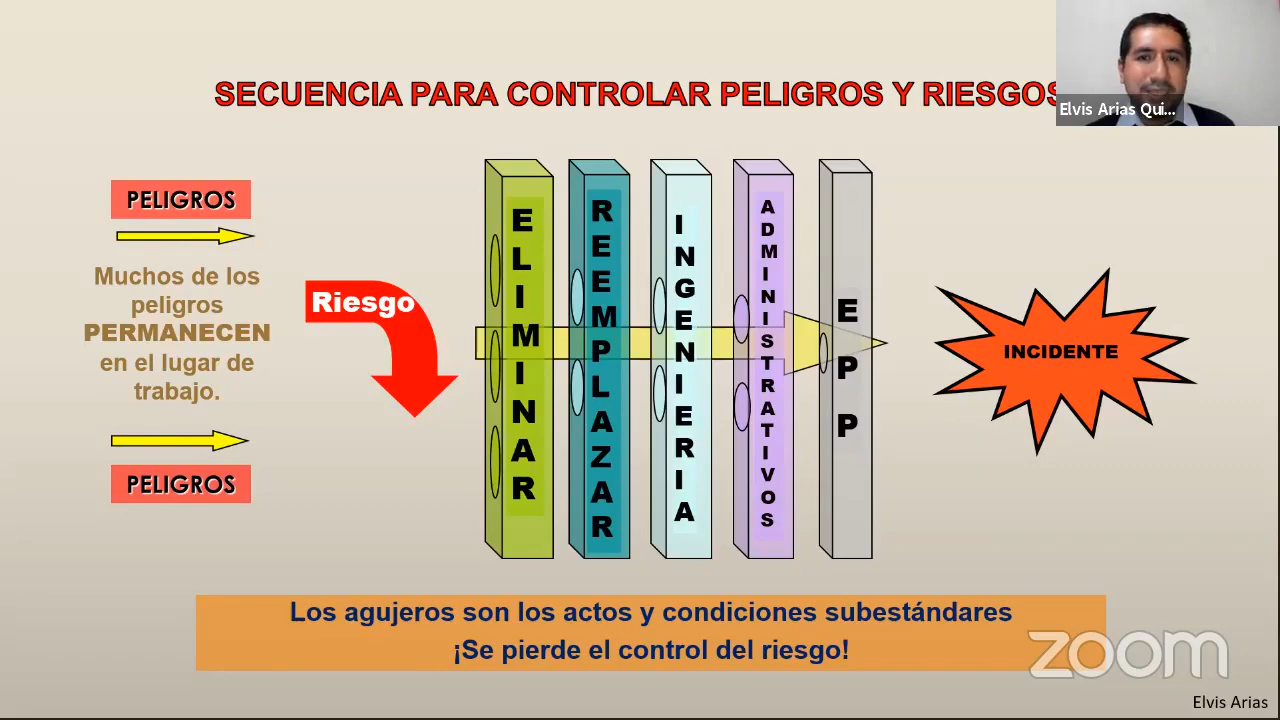 SECUENCIA PARA CONTROLAR PELIGROS Y RIESGOS
Elvis Arias Qui...
PELIGROS
Muchos de los
peligros
PERMANECEN
en el lugar de
trabajo.
PELIGROS
Riesgo
ELIMINAR
REEMPLAZAR
INGENIERIA
ADMINISTRATIVOS
EPP
INCIDENTE
Los agujeros son los actos y condiciones subestándares
¡Se pierde el control del riesgo!
zoom
Elvis Arias